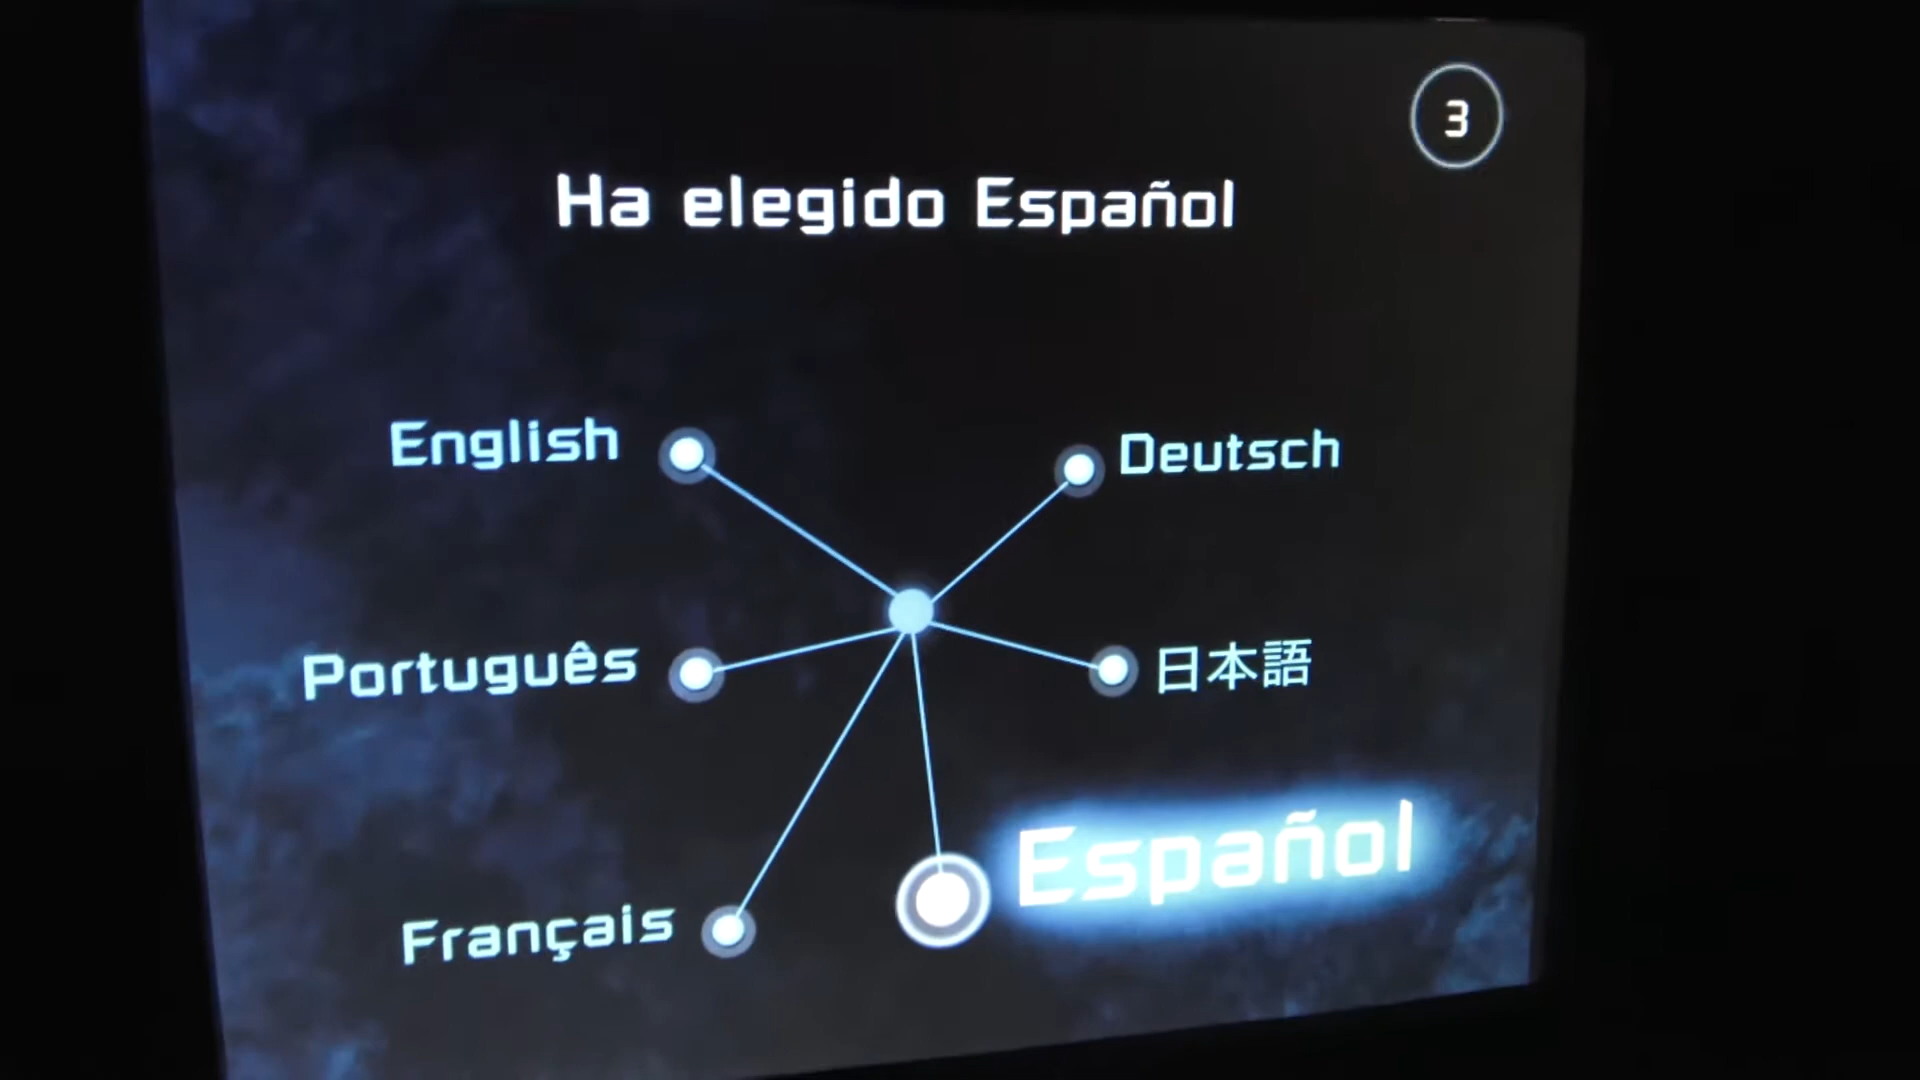 3
Ha elegido Español
English
Deutsch
Português
日本語
Español
Français